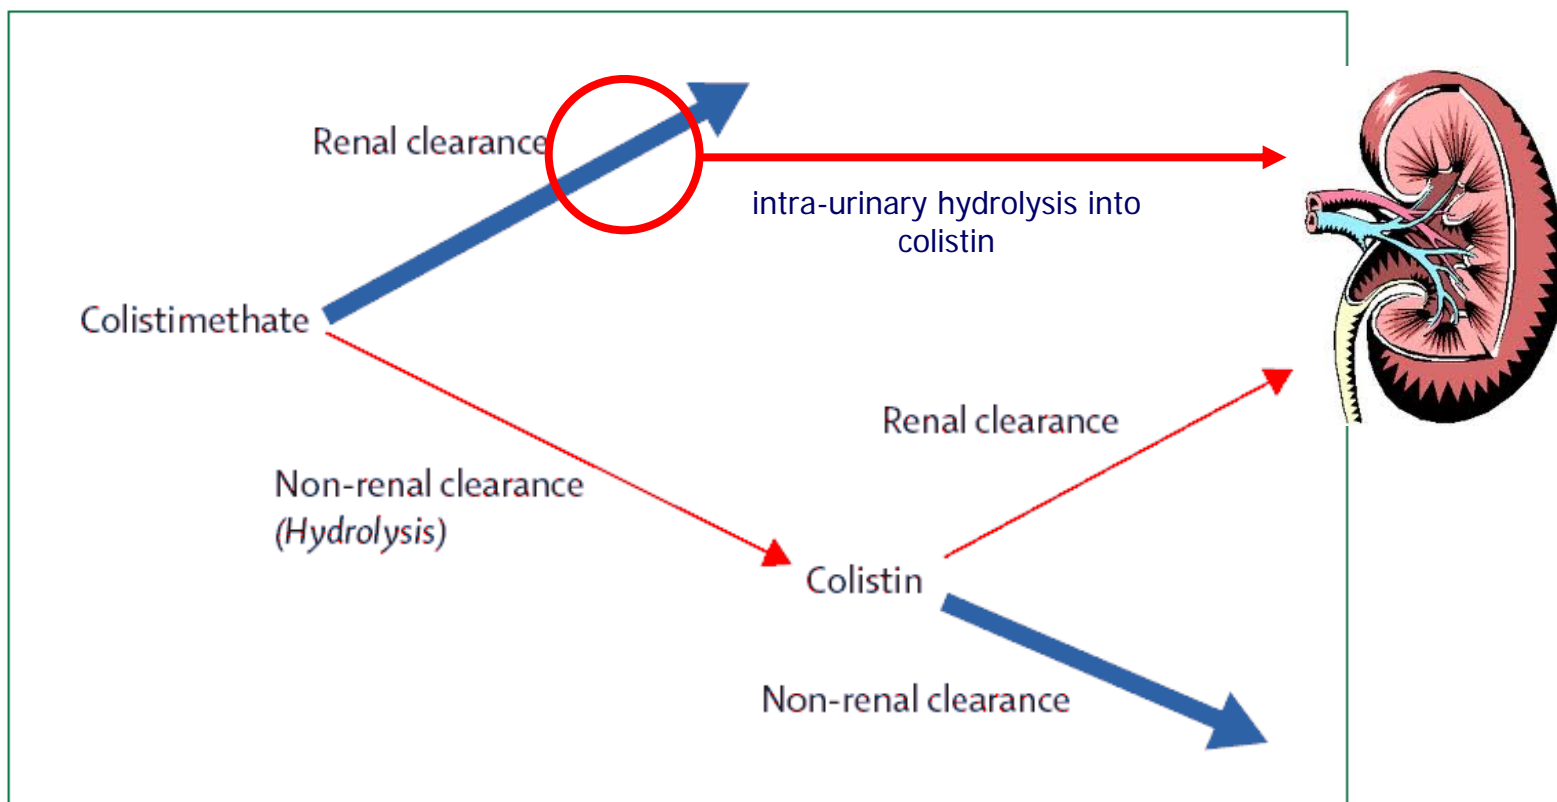 Renal clearance
intra-urinary hydrolysis into
colistin
Colistimethate
Renal clearance
Non-renal clearance
(Hydrolysis)
Colistin
Non-renal clearance